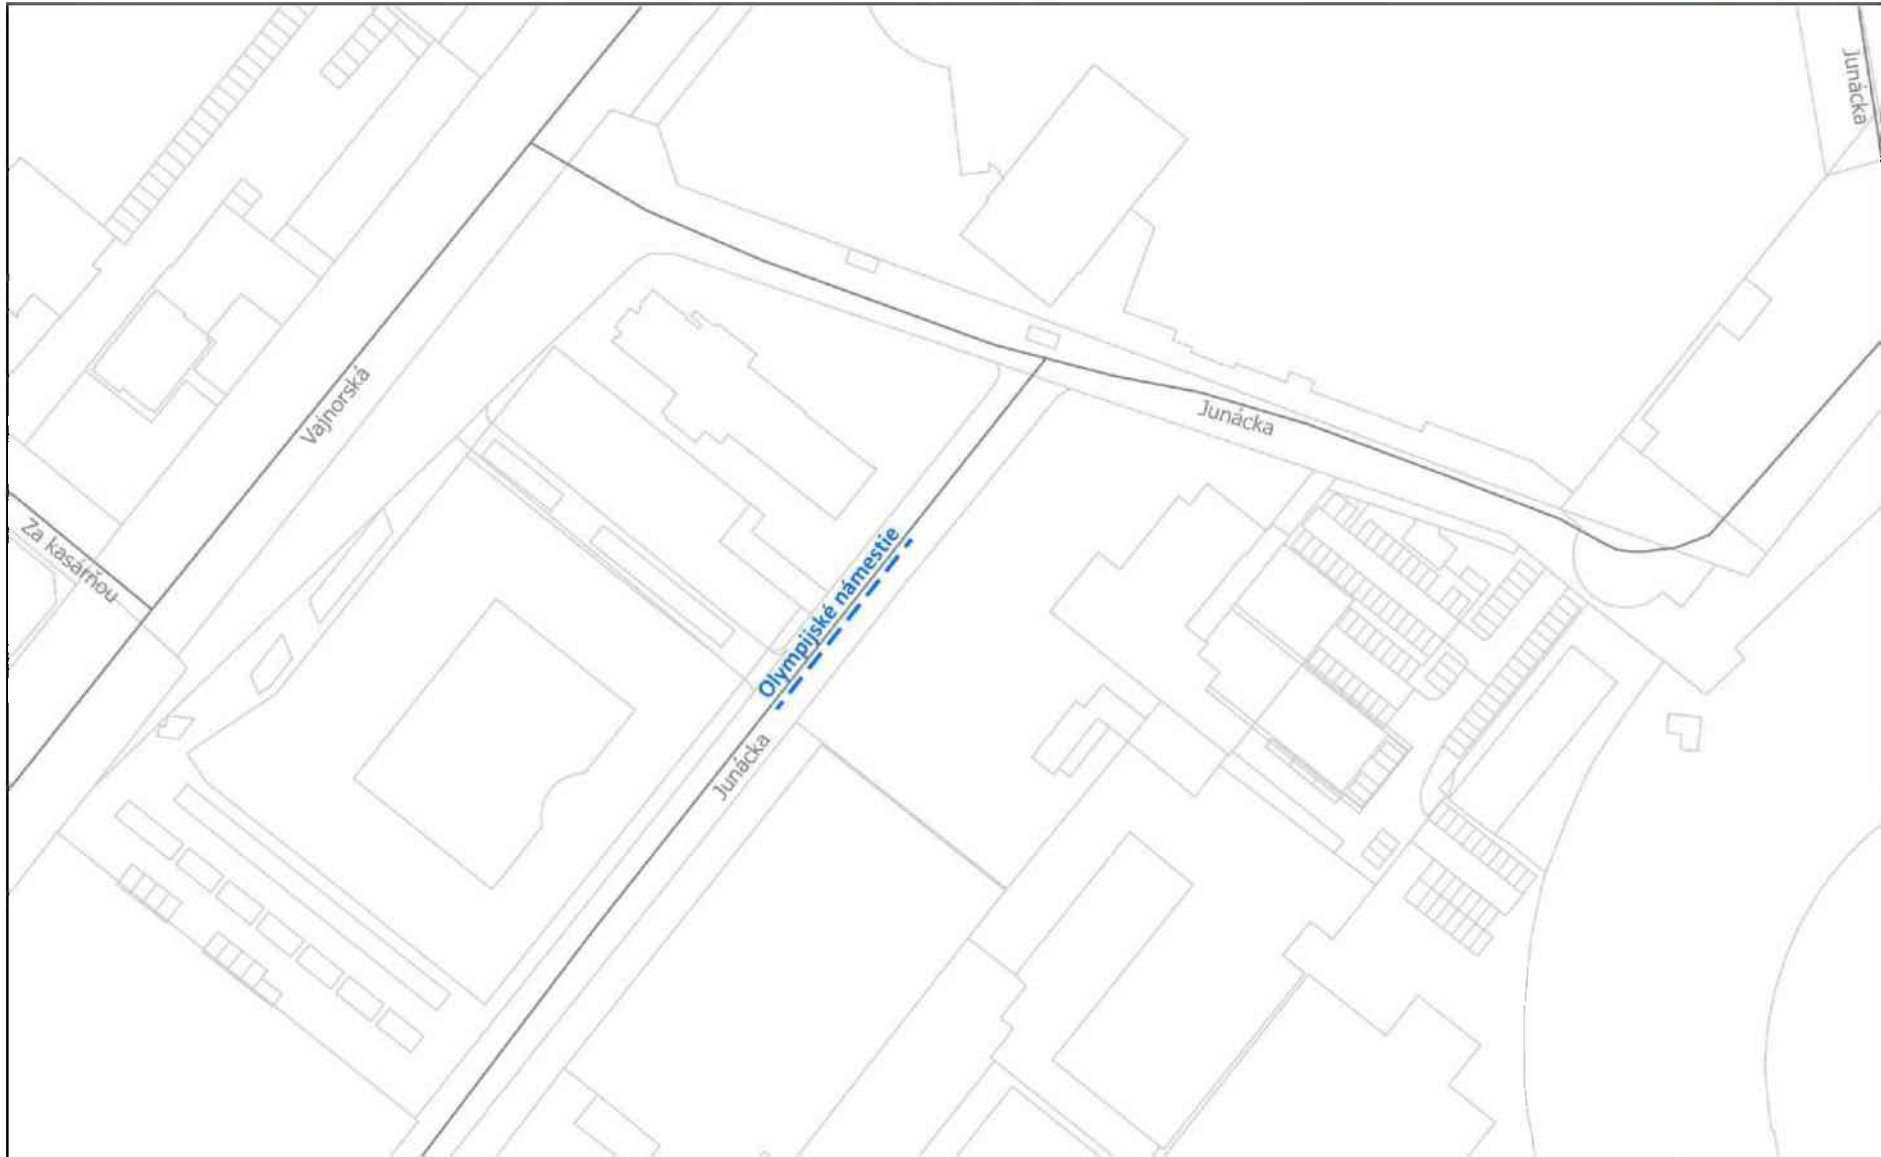 Junácka
Vajnorská
Junácka
Za kasárňou
Olympijské námestie
Junácka